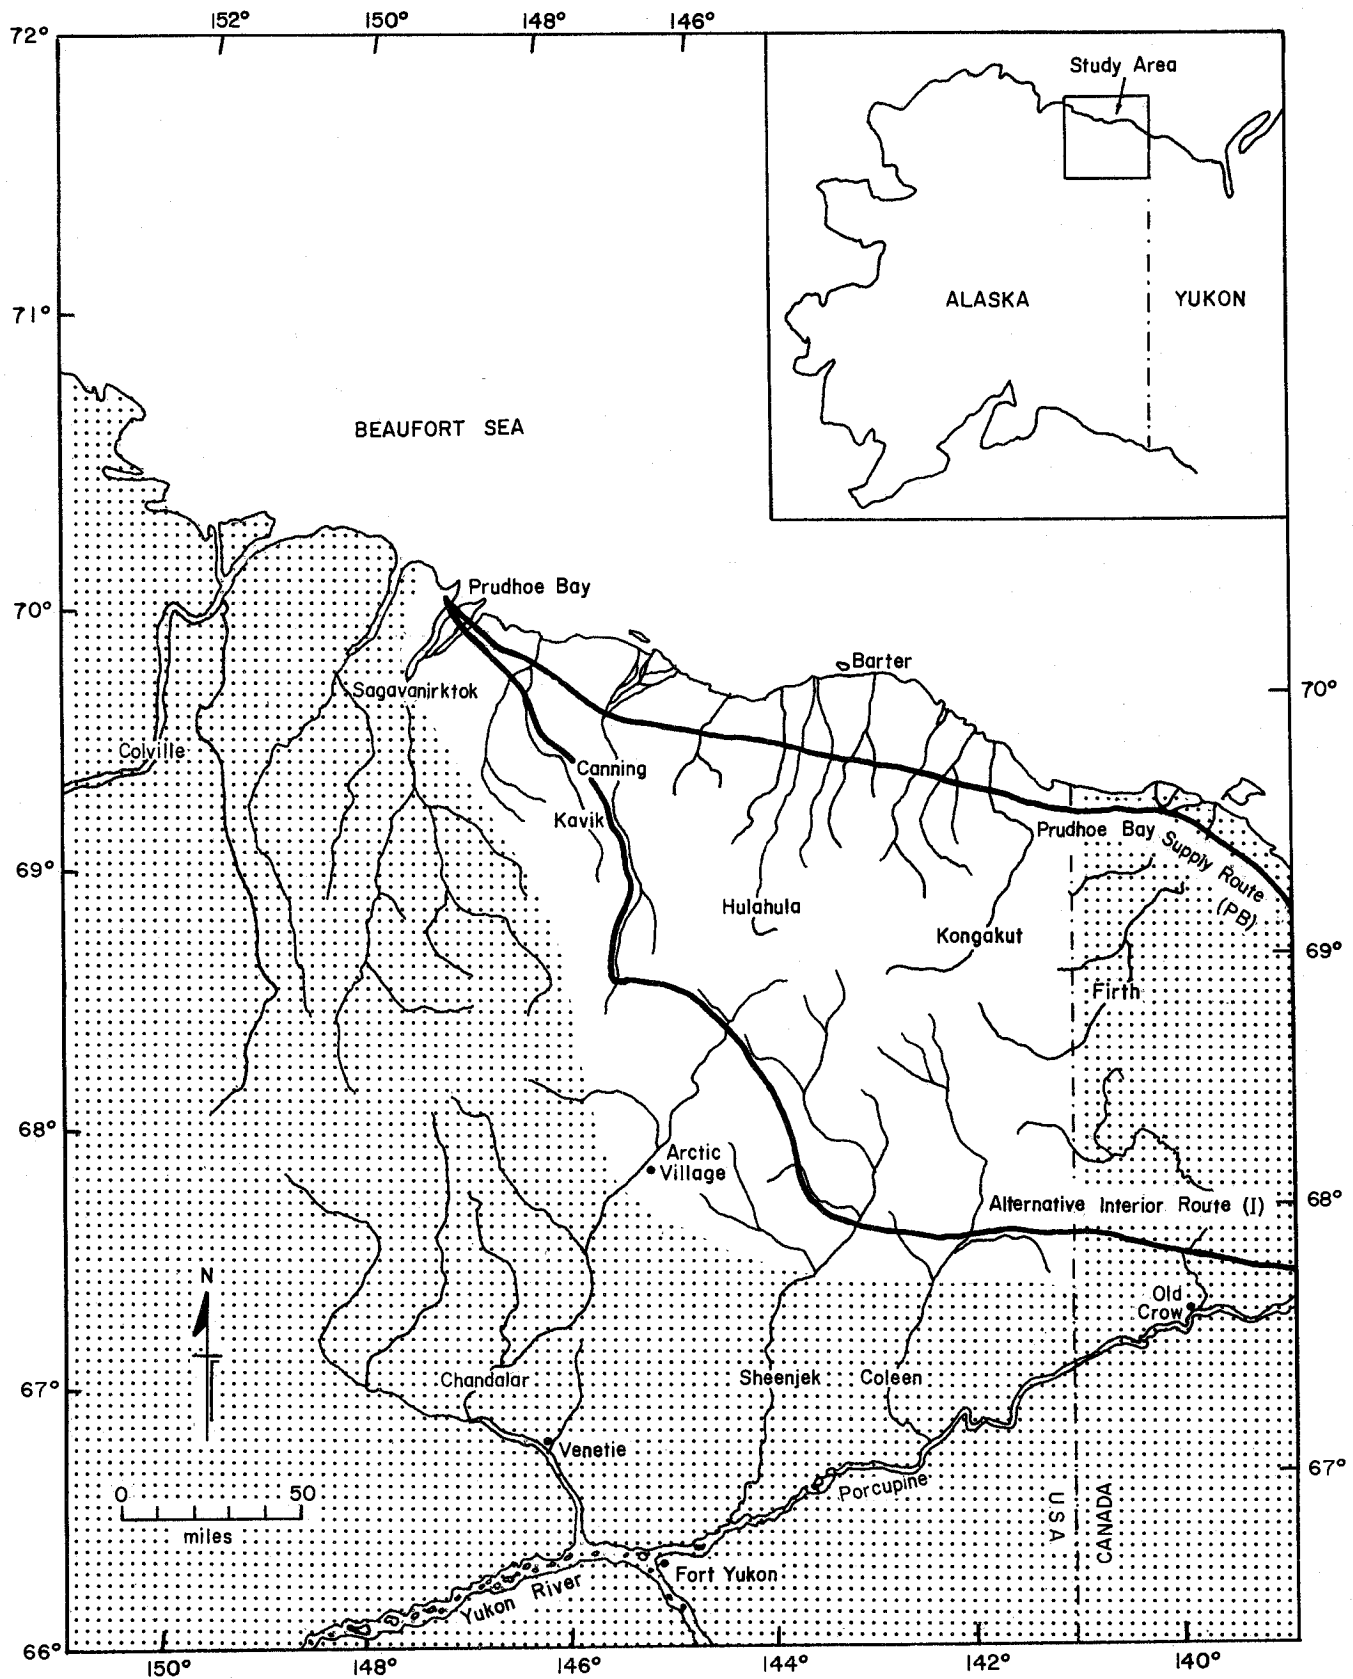 152° 150° 148° 146°
72°
Study Area
ALASKA
YUKON
71°
BEAUFORT SEA
Prudhoe Bay
70°
Barter
70°
Sagavanirktok
Colville
Canning
Kavik
Prudhoe Bay Supply Route
(PB)
69°
Hulahula
Kongakut
69°
Firth
68°
Arctic
Village
Alternative Interior Route (I)
68°
N
Old
Crow
Chandalar
Sheenjek
Coleen
67°
Venetie
67°
Porcupine
0 50
miles
USA
CANADA
Fort Yukon
Yukon River
66°
150° 148° 146° 144° 142° 140°